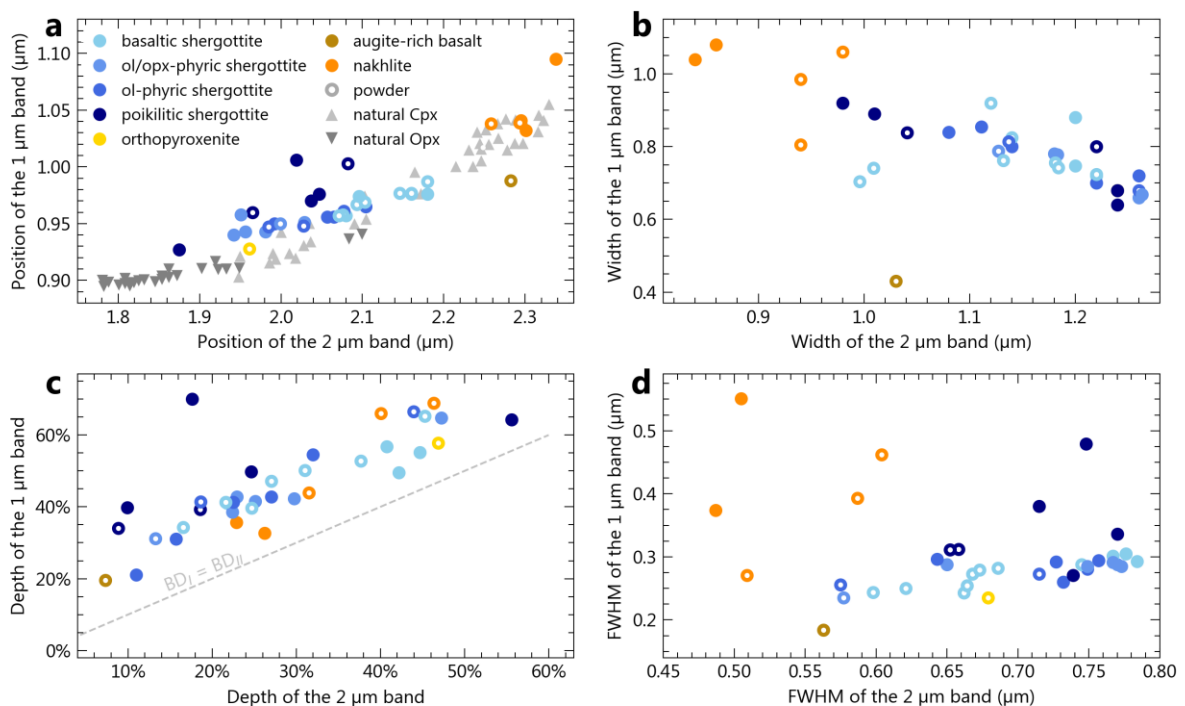 a
basaltic shergottite
ol/opx-phyric shergottite
ol-phyric shergottite
poikilitic shergottite
orthopyroxenite
augite-rich basalt
nakhlite
powder
natural Cpx
natural Opx
Position of the 1 μm band (μm)
1.10
1.05
1.00
0.95
0.90
1.8 1.9 2.0 2.1 2.2 2.3
Position of the 2 μm band (μm)
b
Width of the 1 μm band (μm)
1.0
0.8
0.6
0.4
0.9 1.0 1.1 1.2
Width of the 2 μm band (μm)
c
Depth of the 1 μm band
60%
40%
20%
0%
BD_I = BD_II
10% 20% 30% 40% 50% 60%
Depth of the 2 μm band
d
FWHM of the 1 μm band (μm)
0.5
0.4
0.3
0.2
0.45 0.50 0.55 0.60 0.65 0.70 0.75 0.80
FWHM of the 2 μm band (μm)